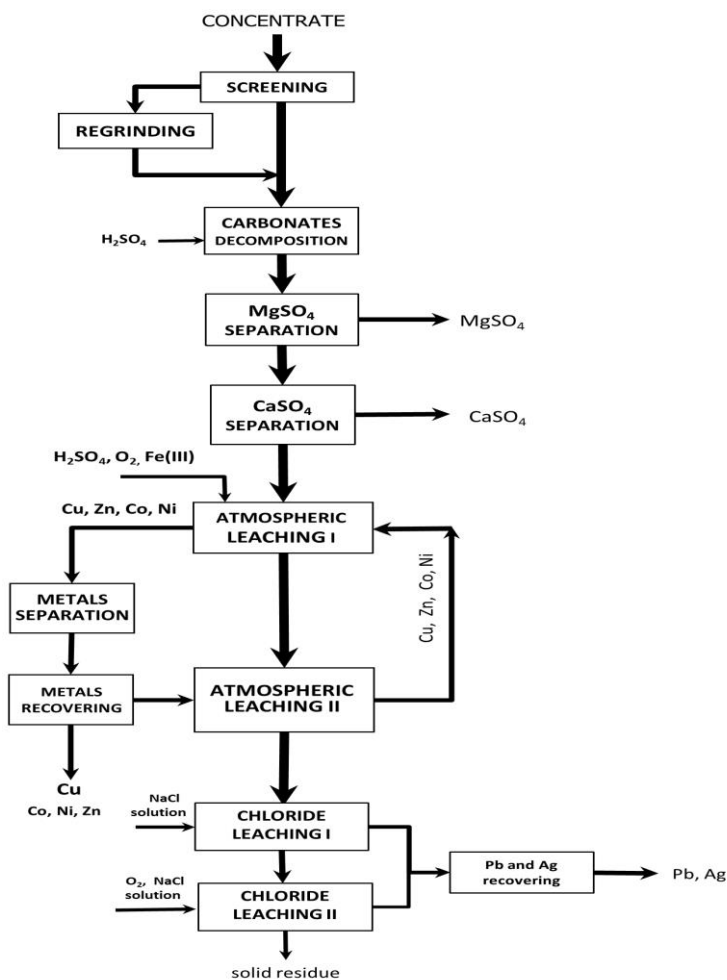 CONCENTRATE
SCREENING
REGRINDING
CARBONATES
DECOMPOSITION
H₂SO₄
MgSO₄
SEPARATION
MgSO₄
CaSO₄
SEPARATION
CaSO₄
H₂SO₄, O₂, Fe(III)
Cu, Zn, Co, Ni
ATMOSPHERIC
LEACHING I
Cu, Zn, Co, Ni
METALS
SEPARATION
METALS
RECOVERING
ATMOSPHERIC
LEACHING II
Cu
Co, Ni, Zn
NaCl
solution
CHLORIDE
LEACHING I
Pb and Ag
recovering
Pb, Ag
O₂, NaCl
solution
CHLORIDE
LEACHING II
solid residue